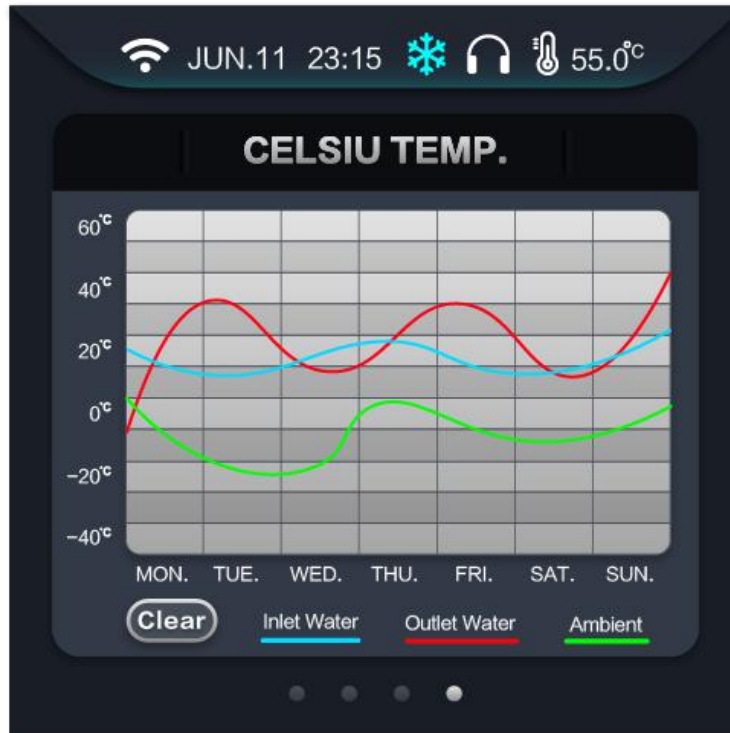 JUN.11 23:15 55.0°C
CELSIU TEMP.
60°C
40°C
20°C
0°C
−20°C
−40°C
MON. TUE. WED. THU. FRI. SAT. SUN.
Clear Inlet Water Outlet Water Ambient